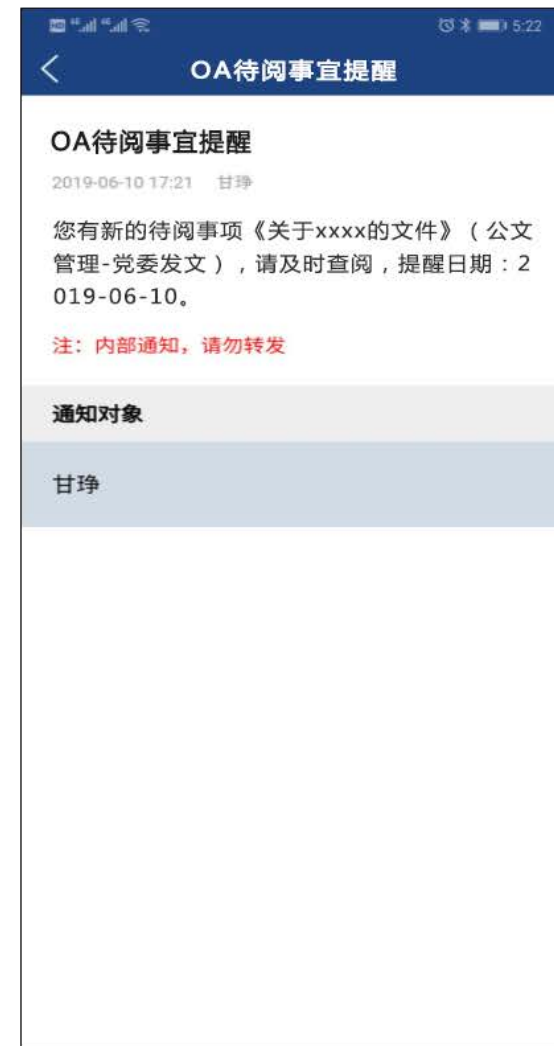 HD 4G 4G 5:22
OA待阅事宜提醒
OA待阅事宜提醒
2019-06-10 17:21 甘琤
您有新的待阅事项《关于xxxx的文件》（公文
管理-党委发文），请及时查阅，提醒日期：2
019-06-10。
注：内部通知，请勿转发
通知对象
甘琤